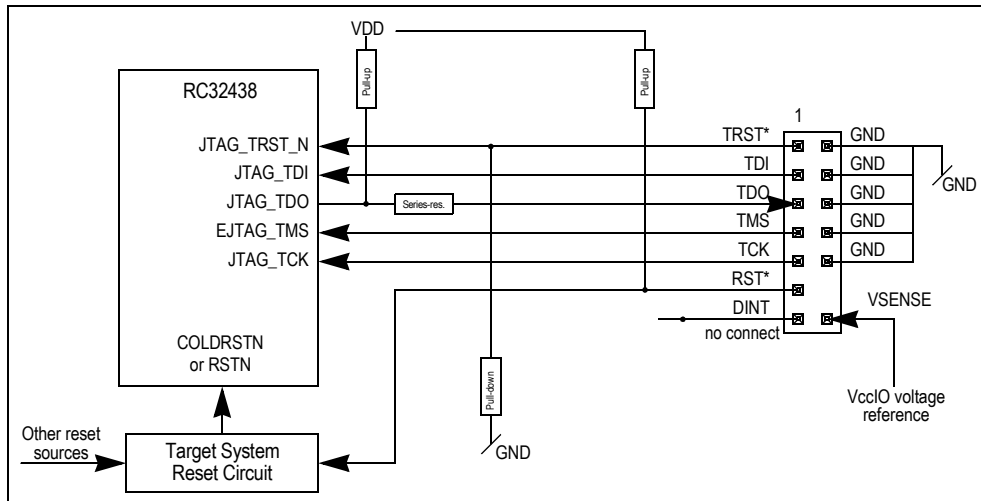 VDD
Pull-up
Pull-up
RC32438
1
JTAG_TRST_N
TRST*
GND
JTAG_TDI
TDI
GND
GND
JTAG_TDO
Series-res.
TDO
GND
EJTAG_TMS
TMS
GND
JTAG_TCK
TCK
GND
RST*
DINT
VSENSE
no connect
COLDRSTN
or RSTN
Pull-down
VccIO voltage
reference
Other reset
sources
Target System
Reset Circuit
GND